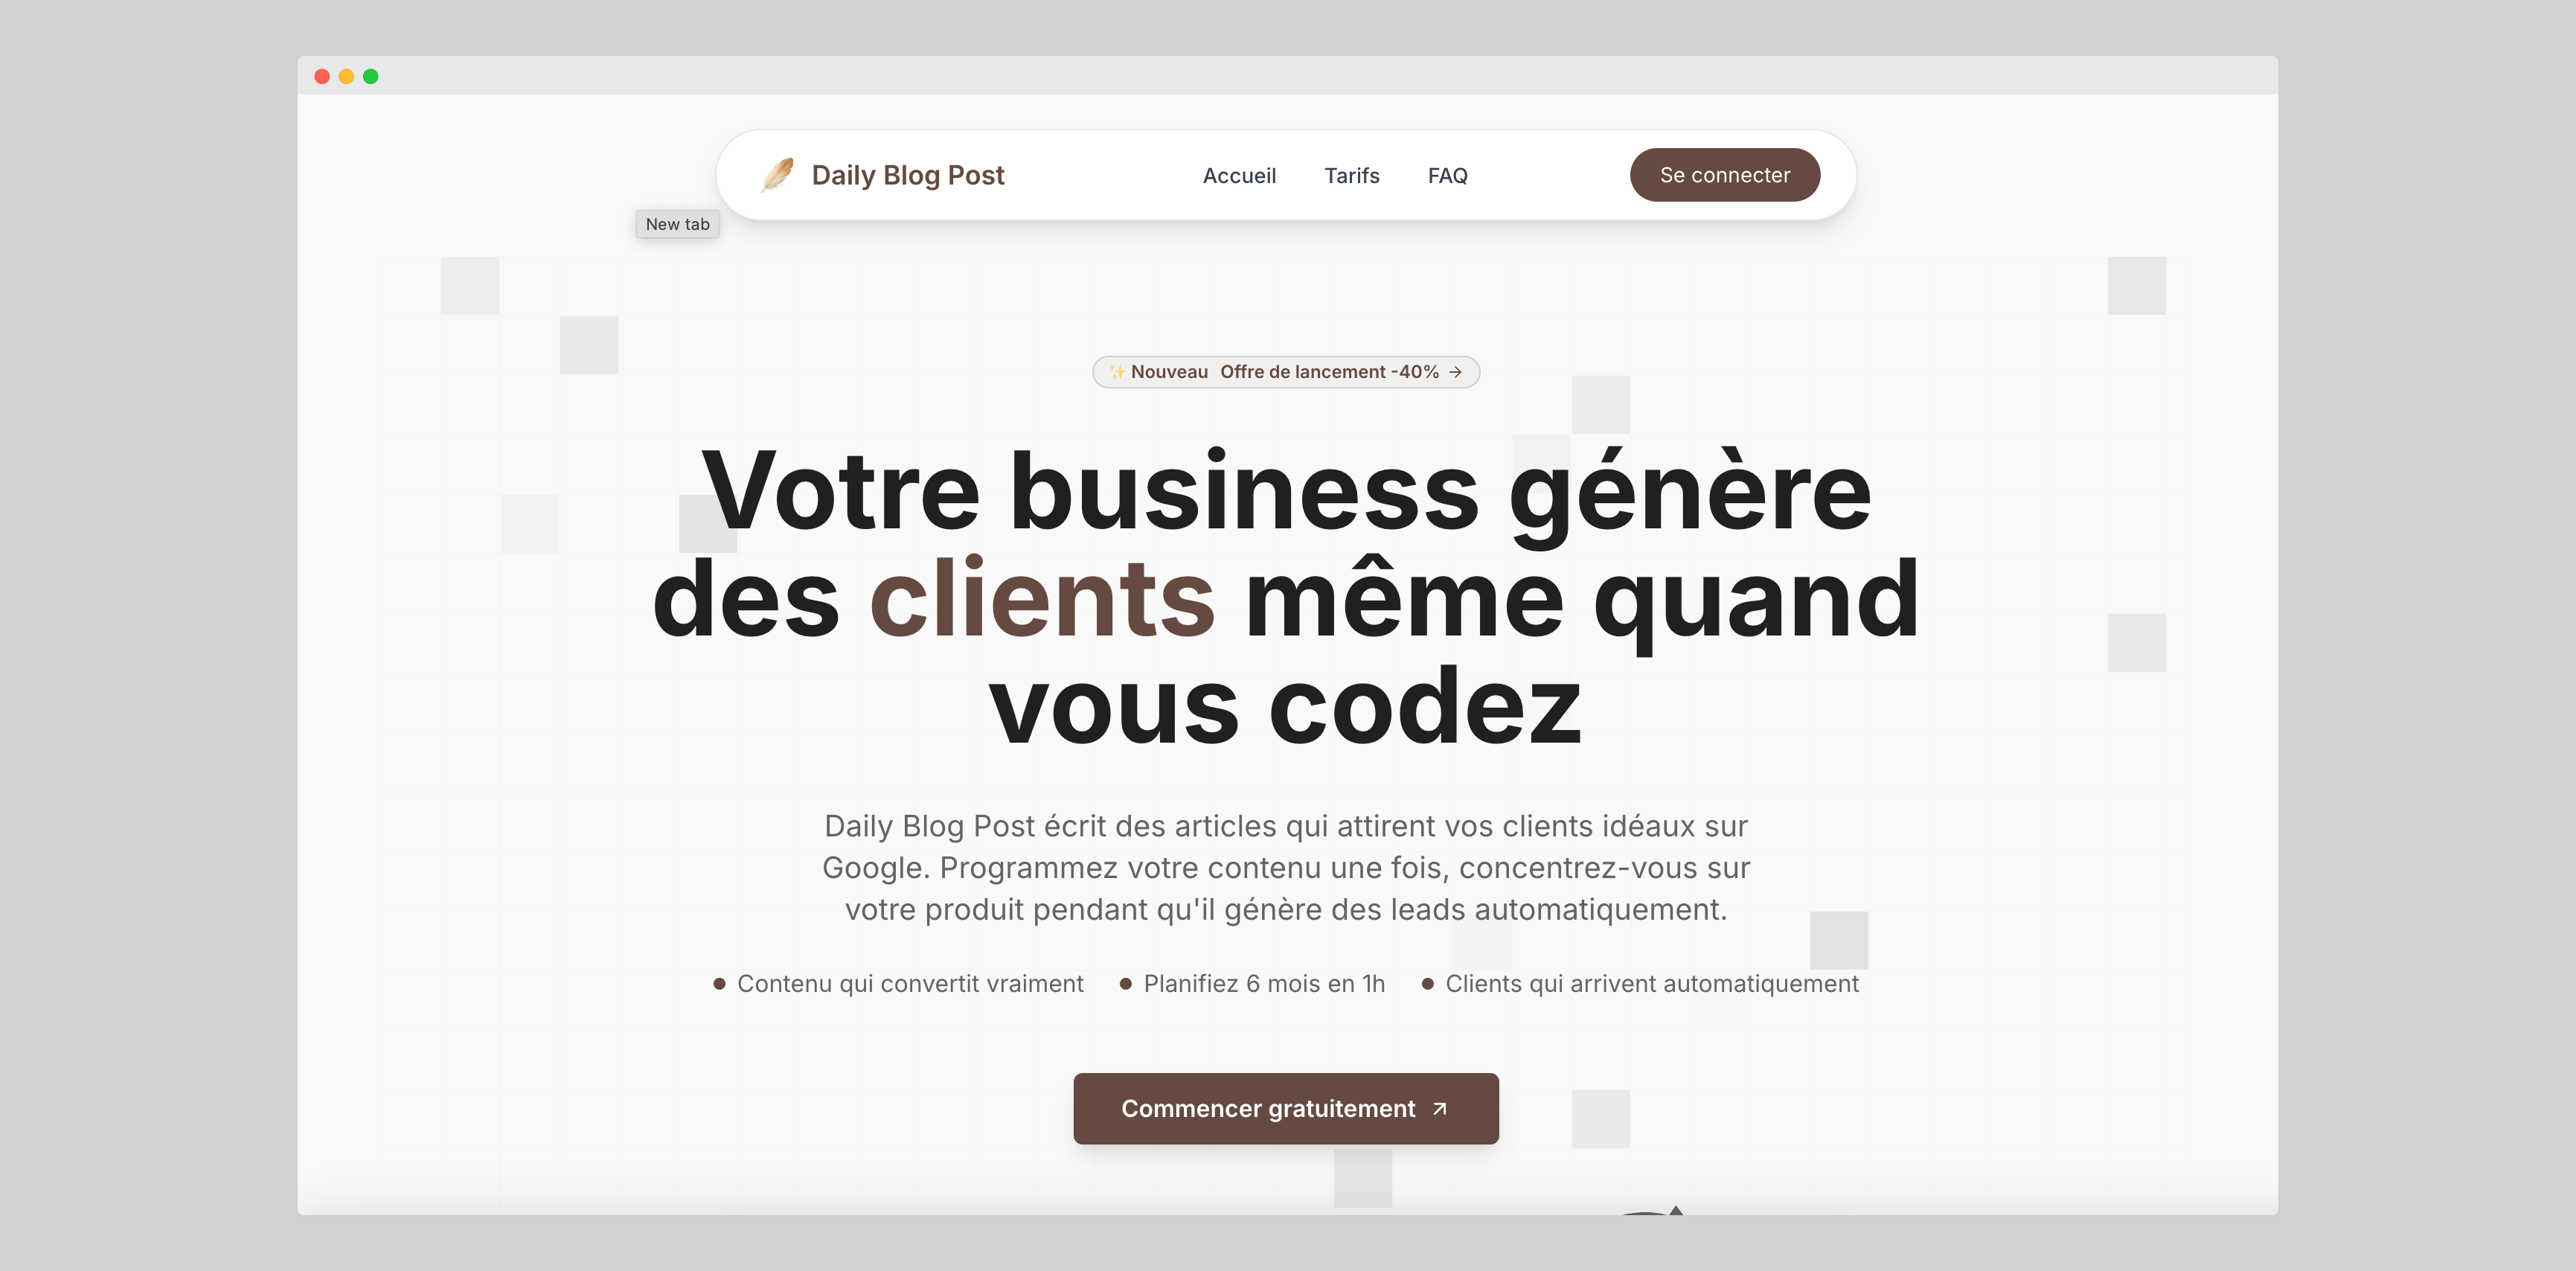 Daily Blog Post
Accueil
Tarifs
FAQ
Se connecter
New tab
✨ Nouveau Offre de lancement -40% →
Votre business génère
des clients même quand
vous codez
Daily Blog Post écrit des articles qui attirent vos clients idéaux sur
Google. Programmez votre contenu une fois, concentrez-vous sur
votre produit pendant qu'il génère des leads automatiquement.
Contenu qui convertit vraiment
Planifiez 6 mois en 1h
Clients qui arrivent automatiquement
Commencer gratuitement